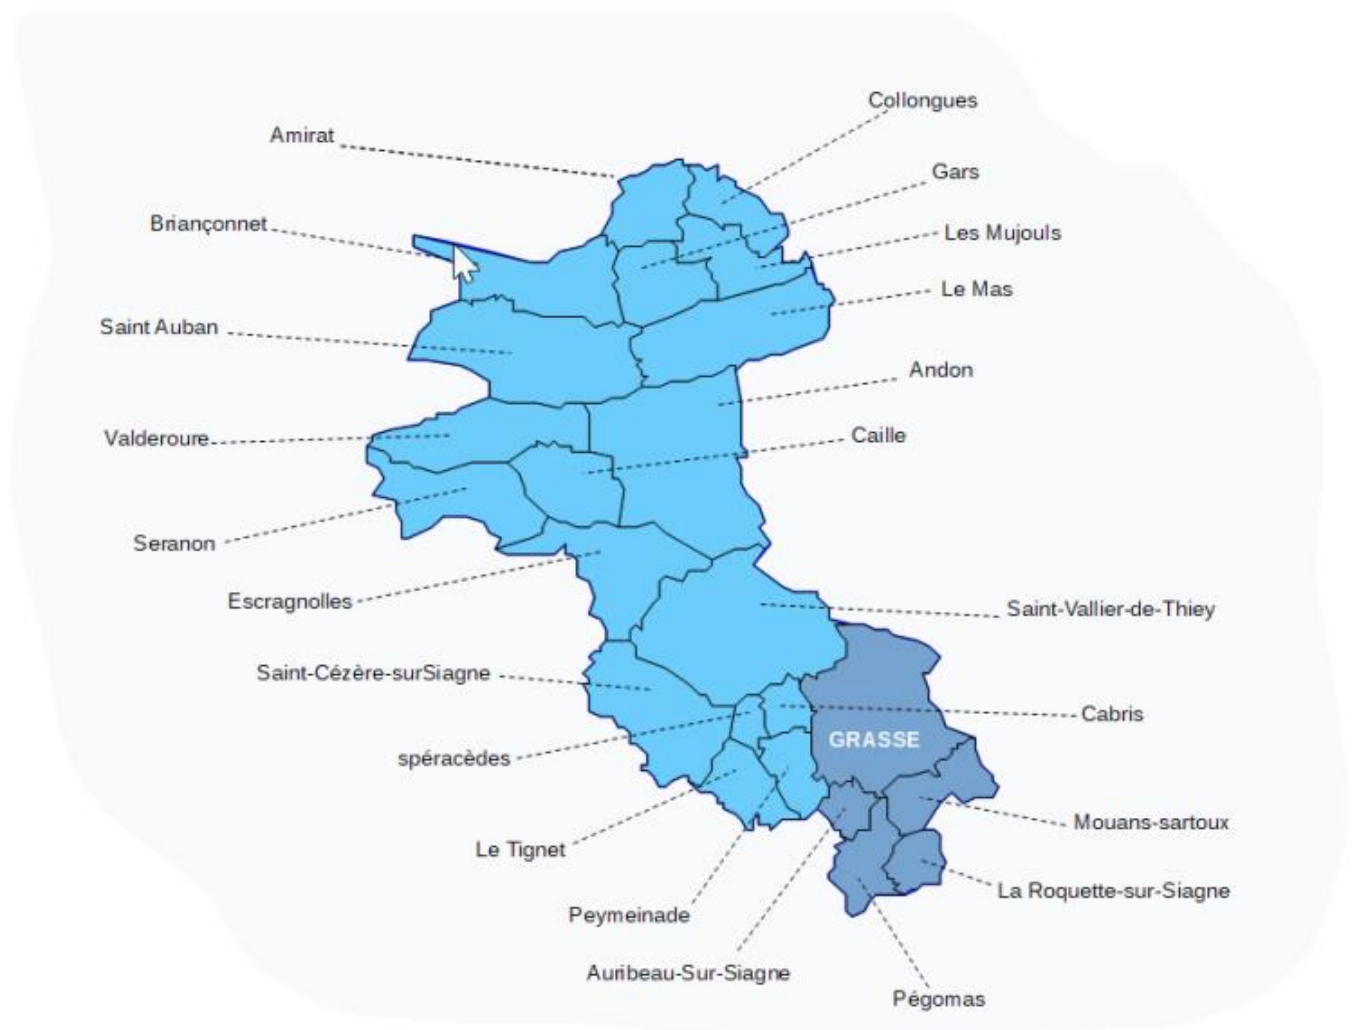 Collongues
Amirat
Gars
Briançonnet
Les Mujouls
Le Mas
Saint Auban
Andon
Valderoure
Caille
Seranon
Escragnolles
Saint-Vallier-de-Thiey
Saint-Cézère-surSiagne
Cabris
GRASSE
spéracèdes
Mouans-sartoux
Le Tignet
La Roquette-sur-Siagne
Peymeinade
Auribeau-Sur-Siagne
Pégomas